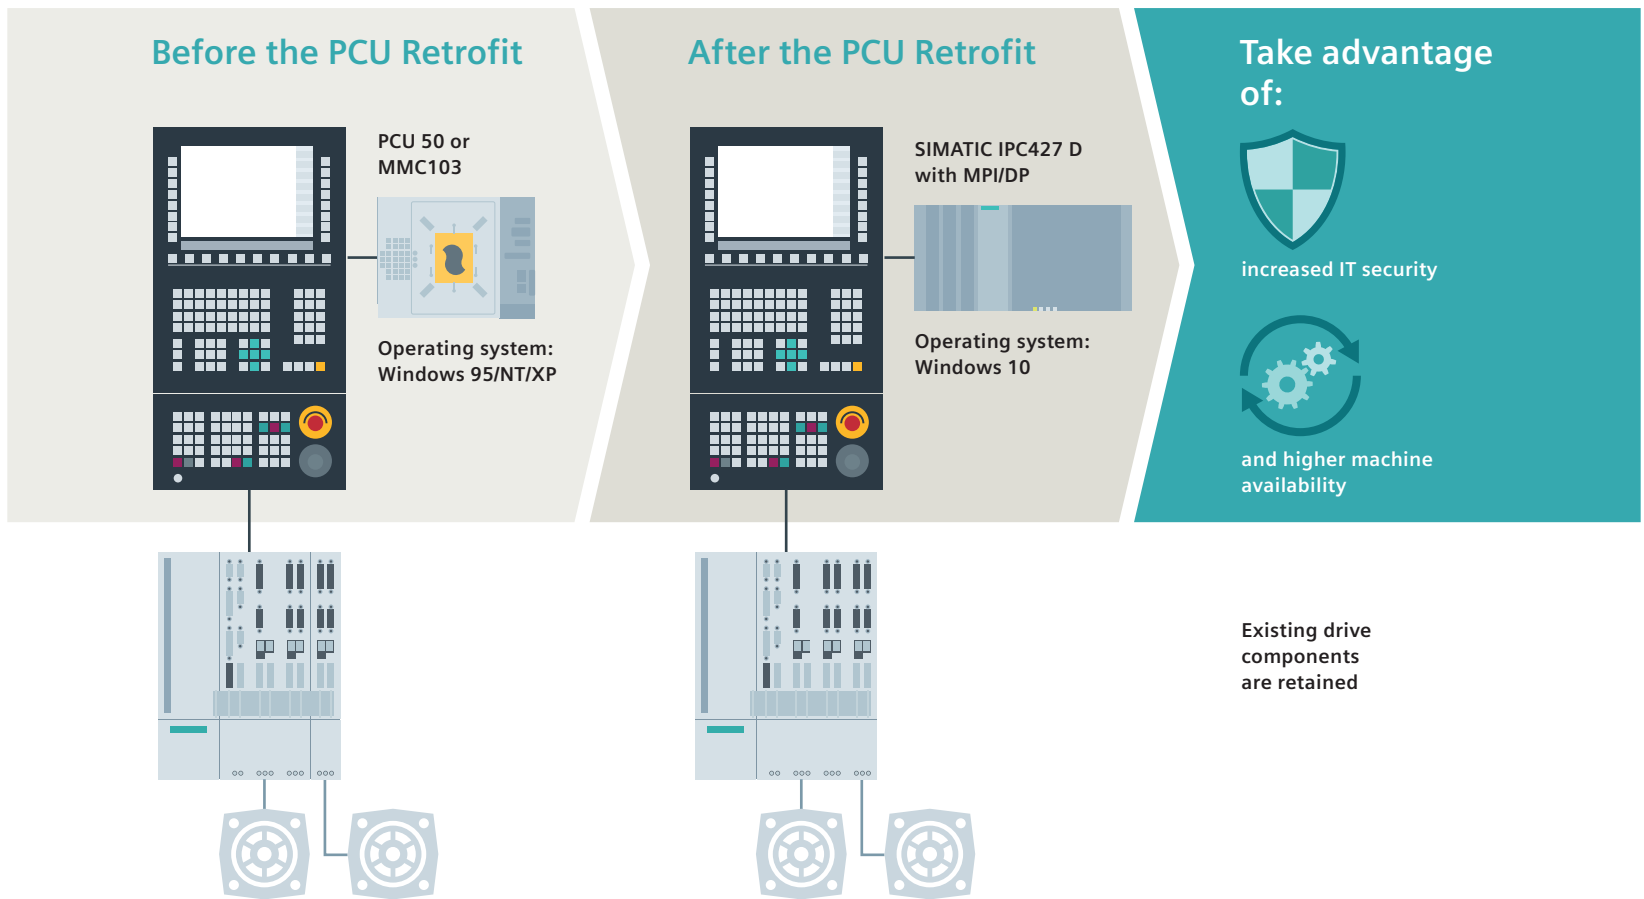 Before the PCU Retrofit
PCU 50 or
MMC103
Operating system:
Windows 95/NT/XP
After the PCU Retrofit
SIMATIC IPC427 D
with MPI/DP
Operating system:
Windows 10
Take advantage
of:
increased IT security
and higher machine
availability
Existing drive
components
are retained